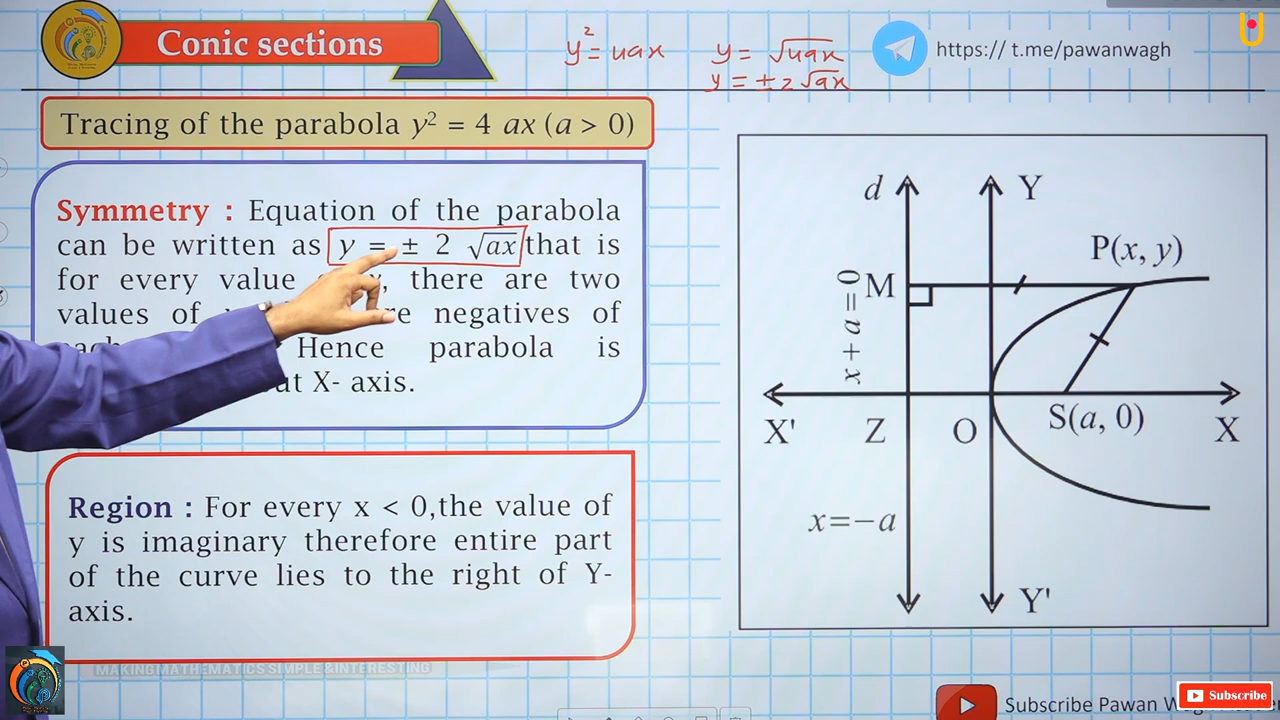 Conic sections
y² = 4ax
y = √4ax
y = ±2√ax
https://t.me/pawanwagh
Tracing of the parabola y² = 4 ax (a > 0)
Symmetry : Equation of the parabola
can be written as y = ± 2 √ax that is
for every value x, there are two
values of negatives of
Hence parabola is
X- axis.
Region : For every x < 0,the value of
y is imaginary therefore entire part
of the curve lies to the right of Y-
axis.
d
Y
P(x, y)
M
x + a = 0
X'
Z
O
S(a, 0)
X
x=−a
Y'
MAKING MATHEMATICS SIMPLE & INTERESTING
Subscribe
Subscribe Pawan Wagh